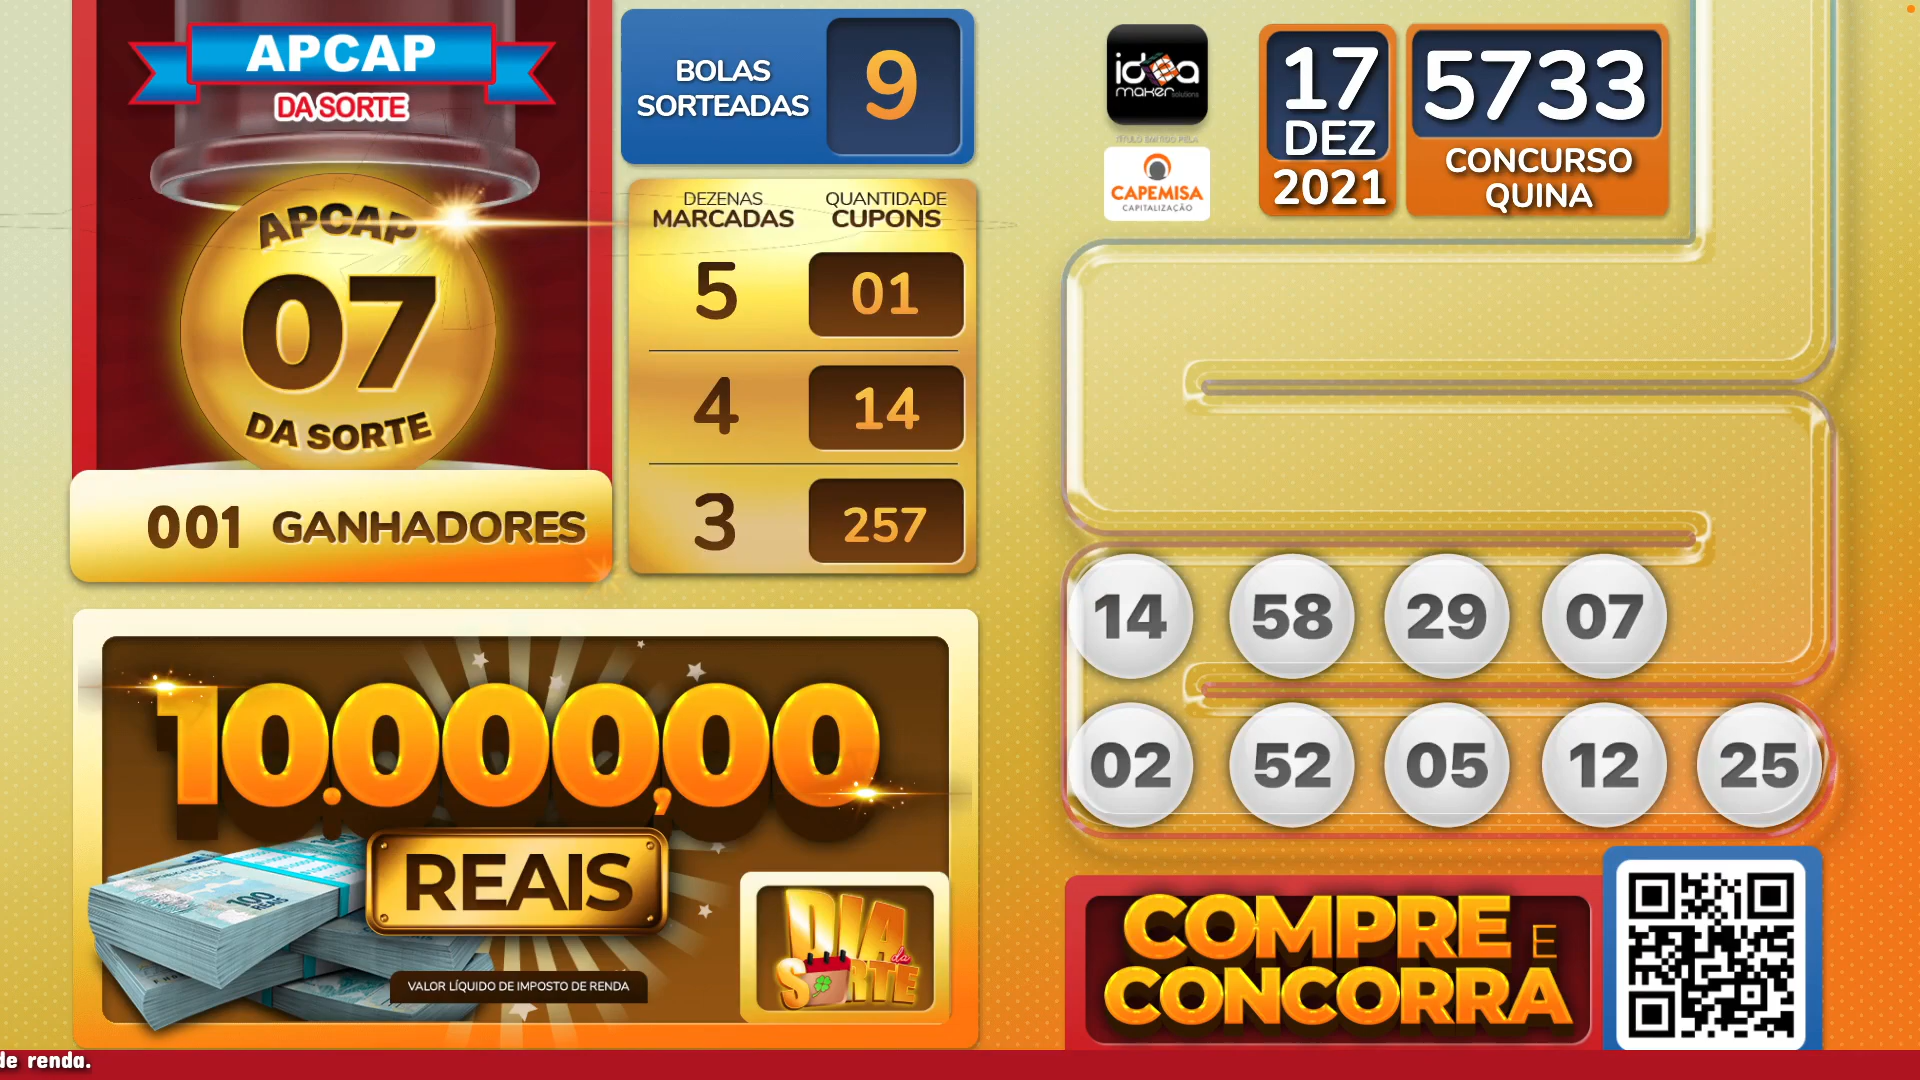 APCAP
DA SORTE
APCAP
07
DA SORTE
001 GANHADORES
BOLAS
SORTEADAS
9
DEZENAS
MARCADAS
QUANTIDADE
CUPONS
5 01
4 14
3 257
10.000,00
REAIS
VALOR LÍQUIDO DE IMPOSTO DE RENDA
DIA
da
SORTE
idea
maker solutions
CAPEMISA
CAPITALIZAÇÃO
17
DEZ
2021
5733
CONCURSO
QUINA
14 58 29 07
02 52 05 12 25
COMPRE E
CONCORRA
de renda.